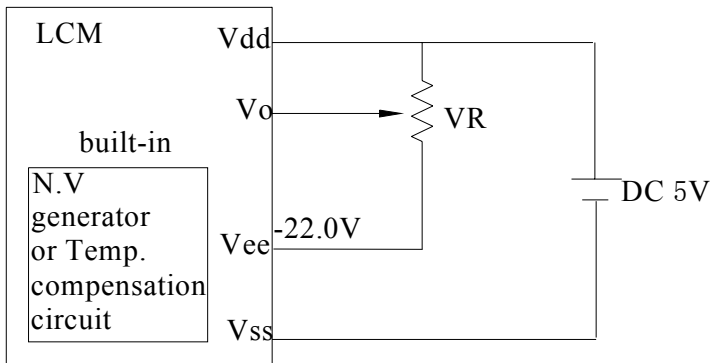 LCM
Vdd
Vo
VR
built-in
N.V
generator
or Temp.
compensation
circuit
DC 5V
-22.0V
Vee
Vss